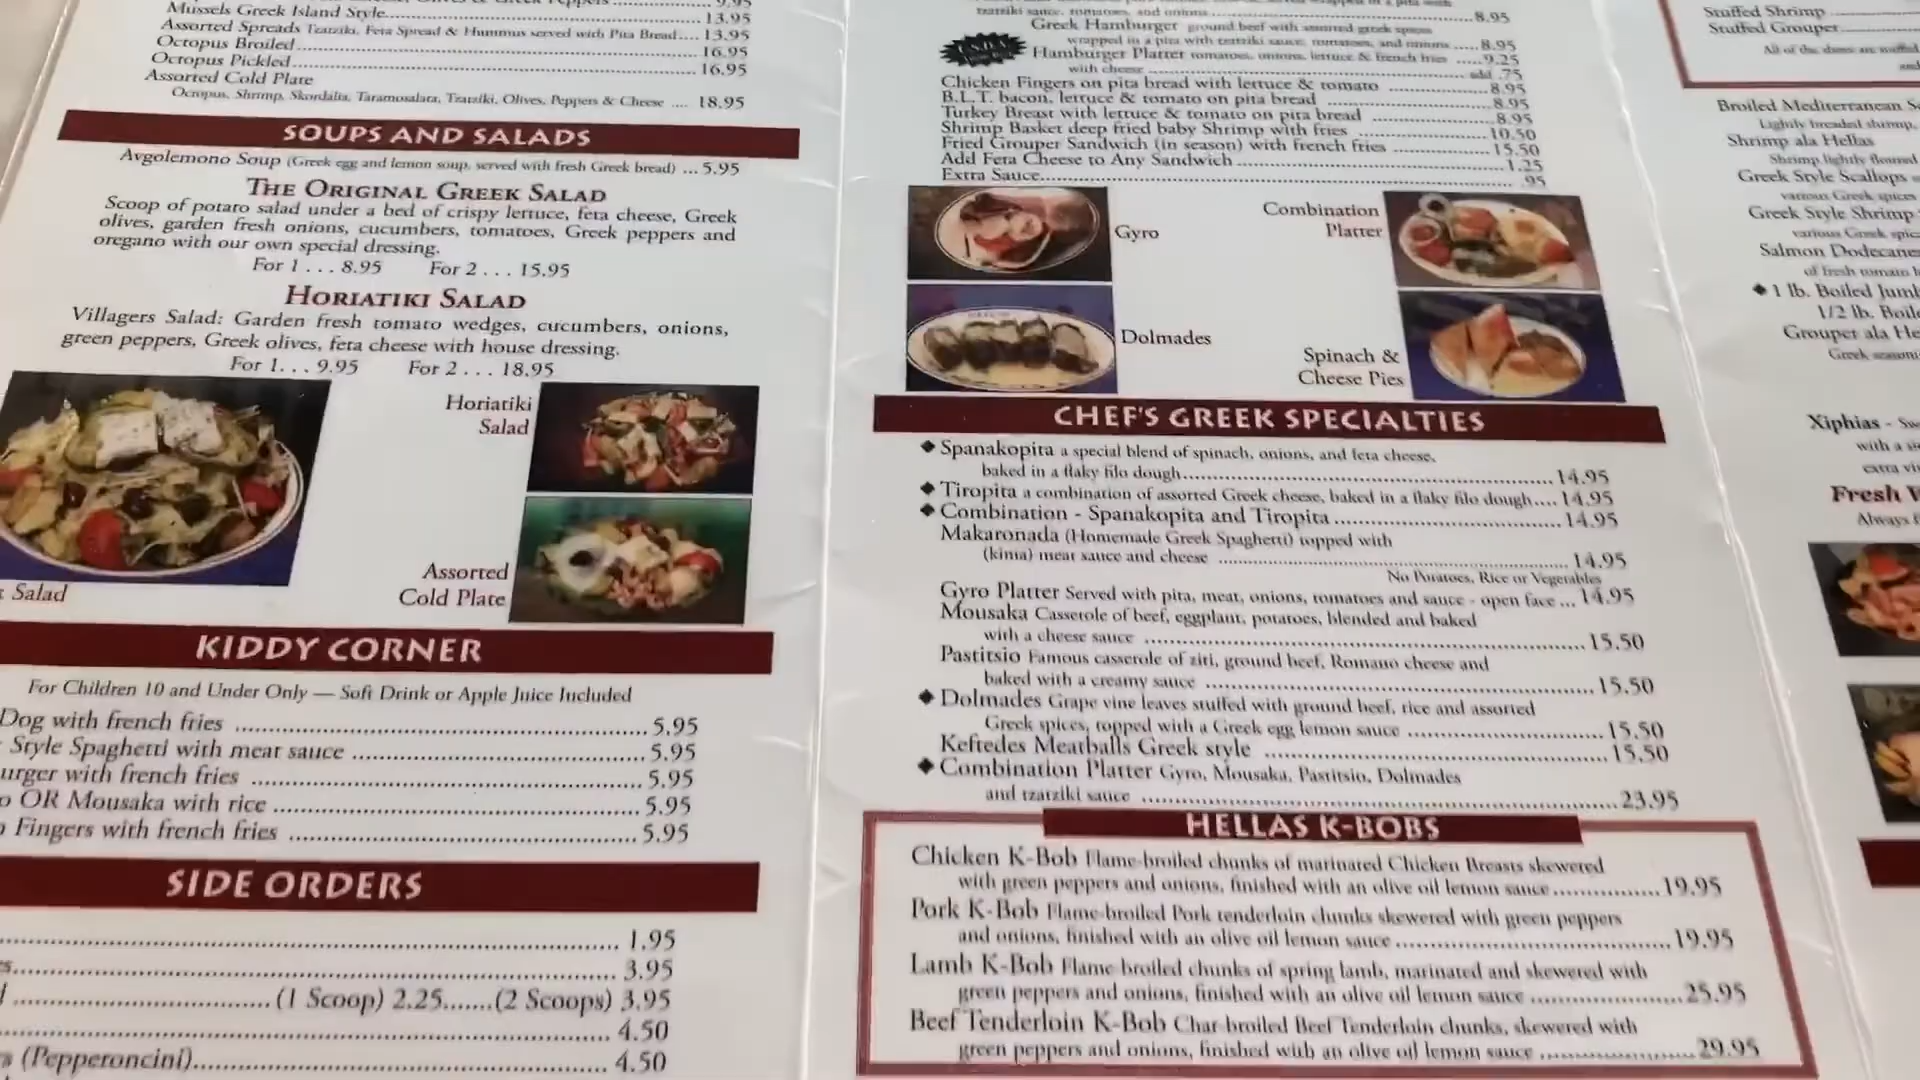 Mussels Greek Island Style 13.95
Assorted Spreads Tzatziki, Feta Spread & Hummus served with Pita Bread.... 13.95
Octopus Broiled 16.95
Octopus Pickled 16.95
Assorted Cold Plate
Octopus, Shrimp, Skordalia, Taramosalata, Tzatziki, Olives, Peppers & Cheese .... 18.95
SOUPS AND SALADS
Avgolemono Soup (Greek egg and lemon soup, served with fresh Greek bread) ... 5.95
THE ORIGINAL GREEK SALAD
Scoop of potato salad under a bed of crispy lettuce, feta cheese, Greek
olives, garden fresh onions, cucumbers, tomatoes, Greek peppers and
oregano with our own special dressing.
For 1 . . . 8.95 For 2 . . . 15.95
HORIATIKI SALAD
Villagers Salad: Garden fresh tomato wedges, cucumbers, onions,
green peppers, Greek olives, feta cheese with house dressing.
For 1. . . 9.95 For 2 . . . 18.95
Horiatiki
Salad
Assorted
Cold Plate
Salad
KIDDY CORNER
For Children 10 and Under Only — Soft Drink or Apple Juice Included
Dog with french fries 5.95
Style Spaghetti with meat sauce 5.95
urger with french fries 5.95
o OR Mousaka with rice 5.95
Fingers with french fries 5.95
SIDE ORDERS
1.95
3.95
(1 Scoop) 2.25.......(2 Scoops) 3.95
4.50
(Pepperoncini) 4.50
tzatziki sauce, tomatoes, and onions 8.95
Greek Hamburger ground beef with assorted greek spices
wrapped in a pita with tzatziki sauce, tomatoes, and onions ..... 8.95
Hamburger Platter tomatoes, onions, lettuce & french fries ..... 9.25
with cheese add .75
Chicken Fingers on pita bread with lettuce & tomato 8.95
B.L.T. bacon, lettuce & tomato on pita bread 8.95
Turkey Breast with lettuce & tomato on pita bread 8.95
Shrimp Basket deep fried baby Shrimp with fries 10.50
Fried Grouper Sandwich (in season) with french fries 15.50
Add Feta Cheese to Any Sandwich 1.25
Extra Sauce .95
Gyro
Combination
Platter
Dolmades
Spinach &
Cheese Pies
CHEF'S GREEK SPECIALTIES
◆ Spanakopita a special blend of spinach, onions, and feta cheese,
baked in a flaky filo dough 14.95
◆ Tiropita a combination of assorted Greek cheese, baked in a flaky filo dough.... 14.95
◆ Combination - Spanakopita and Tiropita 14.95
Makaronada (Homemade Greek Spaghetti) topped with
(kima) meat sauce and cheese 14.95
No Potatoes, Rice or Vegetables
Gyro Platter Served with pita, meat, onions, tomatoes and sauce - open face ... 14.95
Mousaka Casserole of beef, eggplant, potatoes, blended and baked
with a cheese sauce 15.50
Pastitsio Famous casserole of ziti, ground beef, Romano cheese and
baked with a creamy sauce 15.50
◆ Dolmades Grape vine leaves stuffed with ground beef, rice and assorted
Greek spices, topped with a Greek egg lemon sauce 15.50
Keftedes Meatballs Greek style 15.50
◆ Combination Platter Gyro, Mousaka, Pastitsio, Dolmades
and tzatziki sauce 23.95
HELLAS K-BOBS
Chicken K-Bob Flame-broiled chunks of marinated Chicken Breasts skewered
with green peppers and onions, finished with an olive oil lemon sauce 19.95
Pork K-Bob Flame-broiled Pork tenderloin chunks skewered with green peppers
and onions, finished with an olive oil lemon sauce 19.95
Lamb K-Bob Flame-broiled chunks of spring lamb, marinated and skewered with
green peppers and onions, finished with an olive oil lemon sauce 25.95
Beef Tenderloin K-Bob Char-broiled Beef Tenderloin chunks, skewered with
green peppers and onions, finished with an olive oil lemon sauce 29.95
Stuffed Shrimp
Stuffed Grouper
All of the above are stuffed
Broiled Mediterranean
Lightly breaded shrimp,
Shrimp ala Hellas
Shrimp lightly floured
Greek Style Scallops
various Greek spices
Greek Style Shrimp
various Greek
Salmon
of fresh tomato
◆ 1 lb. Boiled
1/2 lb.
Grouper ala
Greek
Xiphias -
with a
extra
Fresh
Always